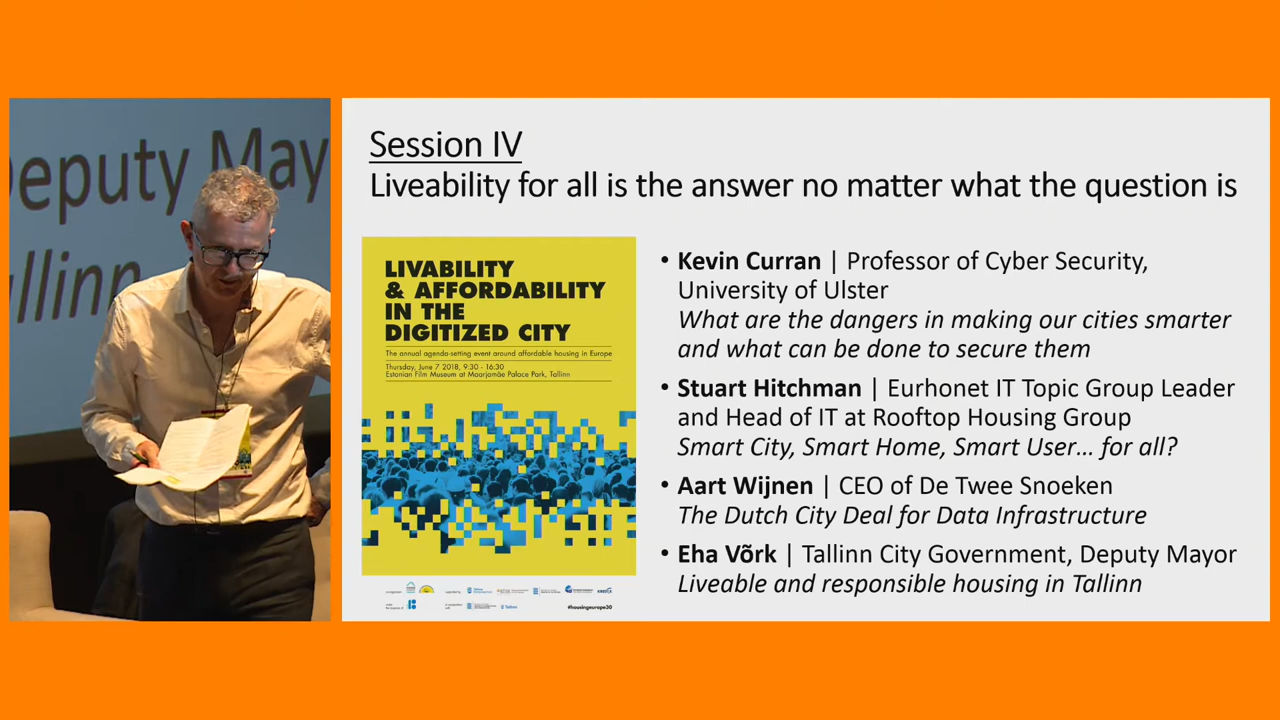 Deputy May
Tallinn
Session IV
Liveability for all is the answer no matter what the question is
LIVABILITY
& AFFORDABILITY
IN THE
DIGITIZED CITY
The annual agenda-setting event around affordable housing in Europe
Thursday, June 7 2018, 9:30 - 16:30
Estonian Film Museum at Maarjamäe Palace Park, Tallinn
#housingeurope30
• Kevin Curran | Professor of Cyber Security,
University of Ulster
What are the dangers in making our cities smarter
and what can be done to secure them
• Stuart Hitchman | Eurhonet IT Topic Group Leader
and Head of IT at Rooftop Housing Group
Smart City, Smart Home, Smart User... for all?
• Aart Wijnen | CEO of De Twee Snoeken
The Dutch City Deal for Data Infrastructure
• Eha Võrk | Tallinn City Government, Deputy Mayor
Liveable and responsible housing in Tallinn